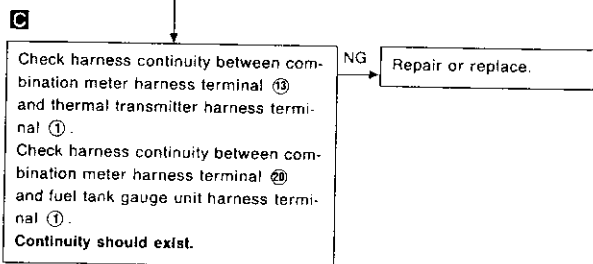 C
Check harness continuity between com-
bination meter harness terminal ⑬
and thermal transmitter harness termi-
nal ①.
Check harness continuity between com-
bination meter harness terminal ⑳
and fuel tank gauge unit harness termi-
nal ①.
Continuity should exist.
NG
Repair or replace.